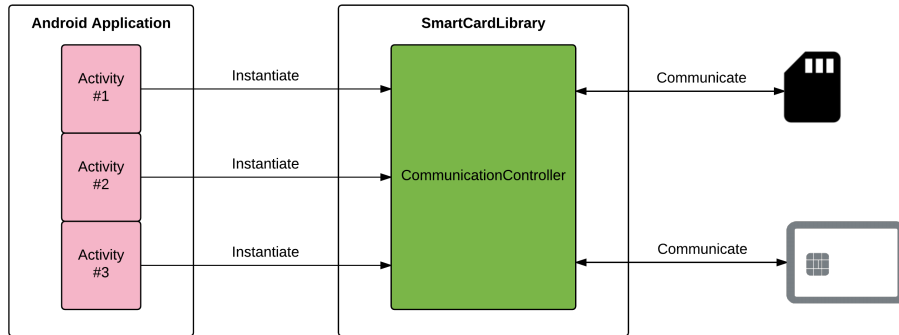 Android Application
SmartCardLibrary
Activity
#1
Instantiate
Communicate
Activity
#2
Instantiate
CommunicationController
Activity
#3
Instantiate
Communicate